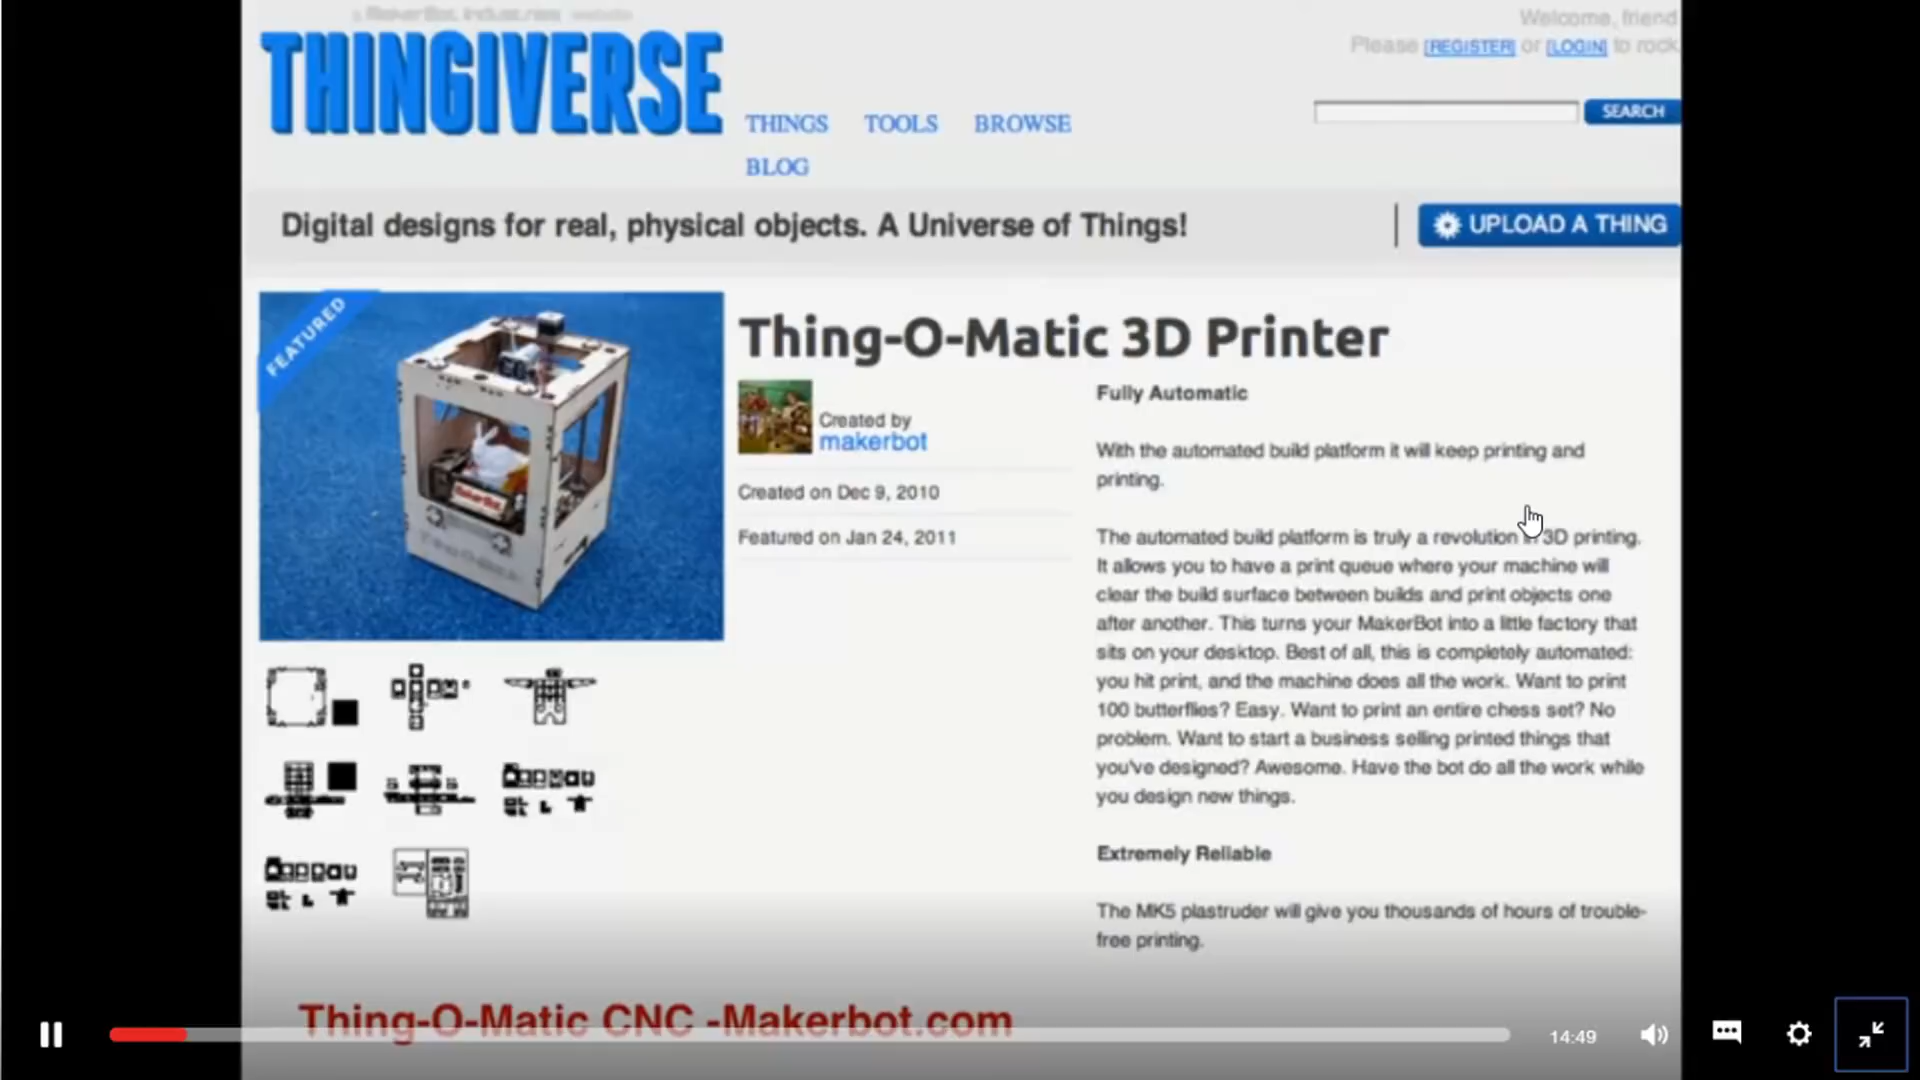 a MakerBot Industries website
Welcome, friend
Please [REGISTER] or [LOGIN] to rock
THINGIVERSE
THINGS TOOLS BROWSE
BLOG
SEARCH
Digital designs for real, physical objects. A Universe of Things!
UPLOAD A THING
FEATURED
MakerBot
Thing-O-Matic 3D Printer
Created by
makerbot
Created on Dec 9, 2010
Featured on Jan 24, 2011
Fully Automatic
With the automated build platform it will keep printing and
printing.
The automated build platform is truly a revolution in 3D printing.
It allows you to have a print queue where your machine will
clear the build surface between builds and print objects one
after another. This turns your MakerBot into a little factory that
sits on your desktop. Best of all, this is completely automated:
you hit print, and the machine does all the work. Want to print
100 butterflies? Easy. Want to print an entire chess set? No
problem. Want to start a business selling printed things that
you've designed? Awesome. Have the bot do all the work while
you design new things.
Extremely Reliable
The MK5 plastruder will give you thousands of hours of trouble-
free printing.
Thing-O-Matic CNC -Makerbot.com
14:49